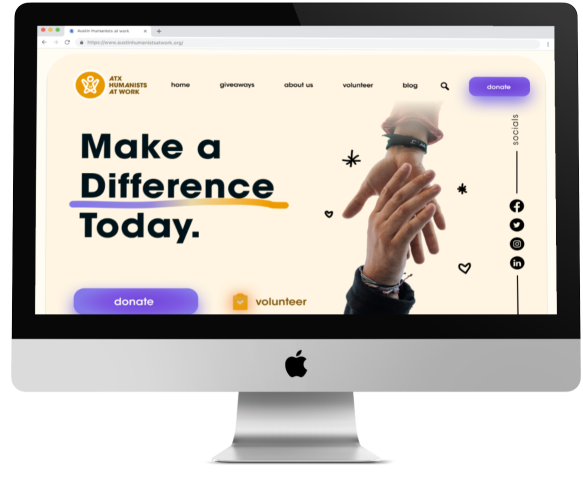 Austin Humanists at work
https://www.austinhumanistsatwork.org/
ATX
HUMANISTS
AT WORK
home
giveaways
about us
volunteer
blog
donate
Make a
Difference
Today.
socials
donate
volunteer